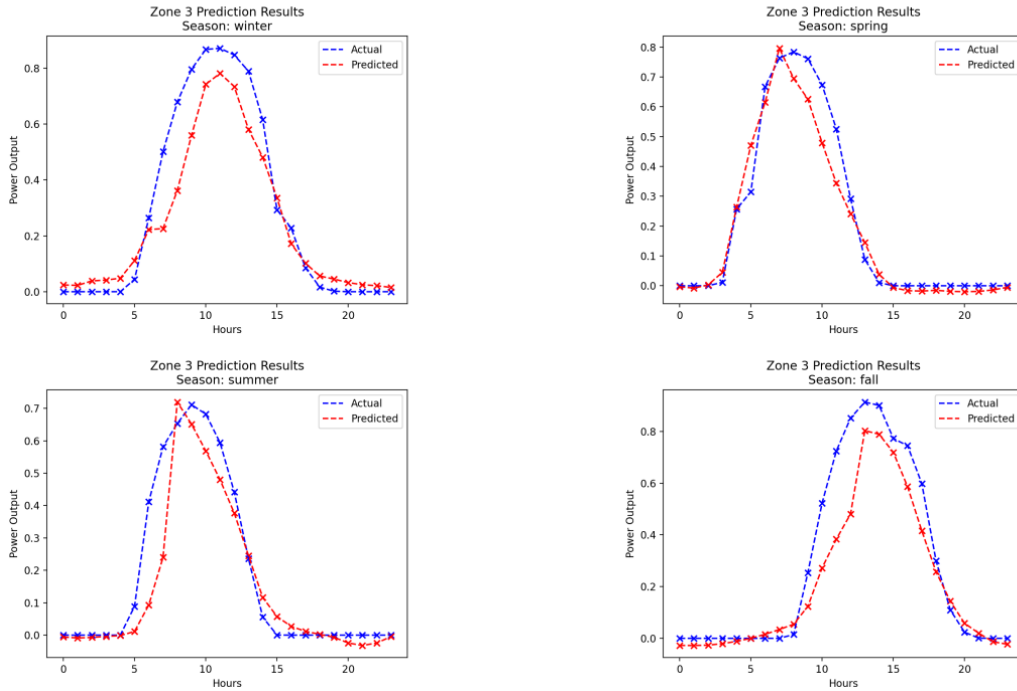 Zone 3 Prediction Results
Season: winter
Actual
Predicted
Power Output
0.8
0.6
0.4
0.2
0.0
0 5 10 15 20
Hours
Zone 3 Prediction Results
Season: spring
Actual
Predicted
Power Output
0.8
0.7
0.6
0.5
0.4
0.3
0.2
0.1
0.0
0 5 10 15 20
Hours
Zone 3 Prediction Results
Season: summer
Actual
Predicted
Power Output
0.7
0.6
0.5
0.4
0.3
0.2
0.1
0.0
0 5 10 15 20
Hours
Zone 3 Prediction Results
Season: fall
Actual
Predicted
Power Output
0.8
0.6
0.4
0.2
0.0
0 5 10 15 20
Hours